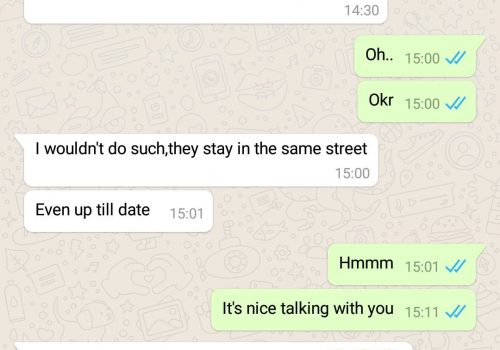 14:30
Oh.. 15:00
Okr 15:00
I wouldn't do such,they stay in the same street
15:00
Even up till date 15:01
Hmmm 15:01
It's nice talking with you 15:11